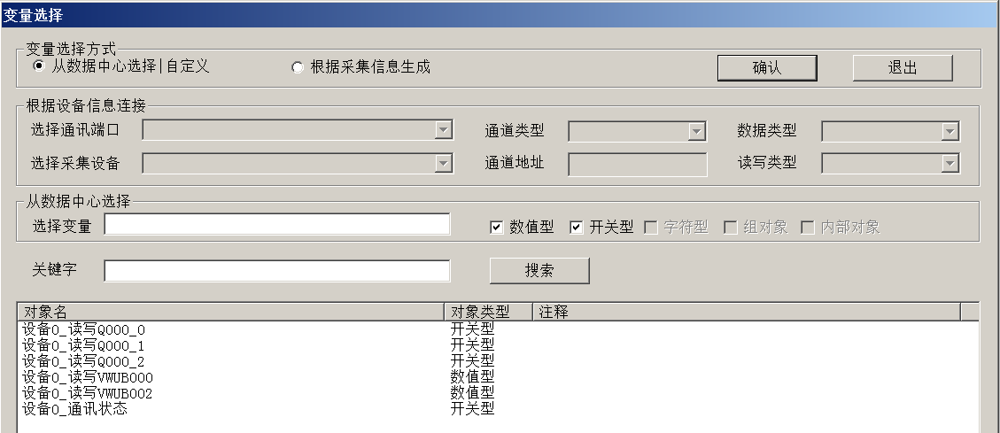 变量选择
变量选择方式
从数据中心选择|自定义 根据采集信息生成 确认 退出
根据设备信息连接
选择通讯端口 通道类型 数据类型
选择采集设备 通道地址 读写类型
从数据中心选择
选择变量 数值型 开关型 字符型 组对象 内部对象
关键字 搜索
对象名 对象类型 注释
设备0_读写Q000_0 开关型
设备0_读写Q000_1 开关型
设备0_读写Q000_2 开关型
设备0_读写VWUB000 数值型
设备0_读写VWUB002 数值型
设备0_通讯状态 开关型